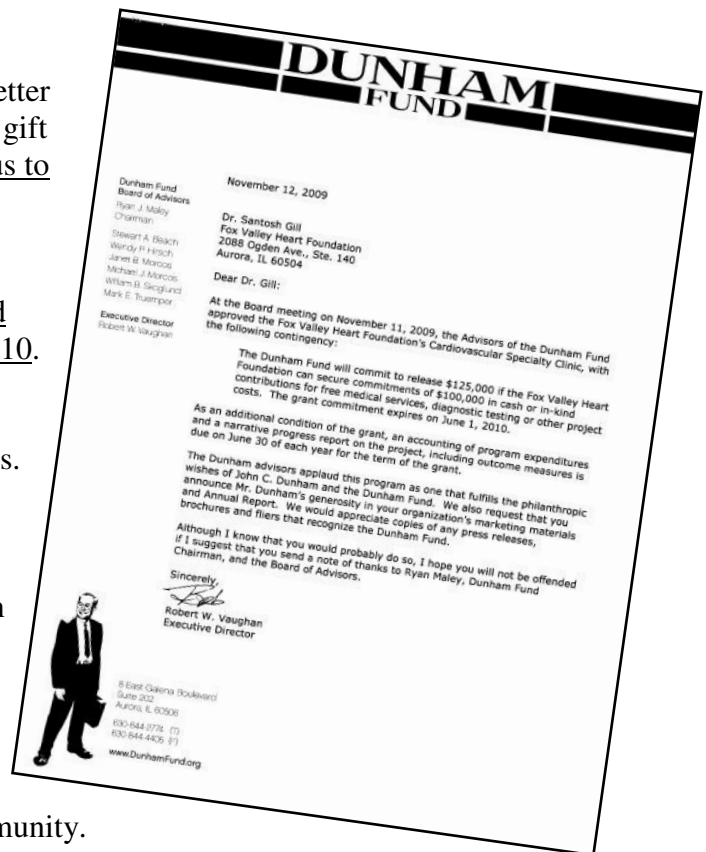 etter
gift
us to
d
10.
s.
n
munity.
DUNHAM
FUND
November 12, 2009
Dr. Santosh Gill
Fox Valley Heart Foundation
2088 Ogden Ave., Ste. 140
Aurora, IL 60504
Dear Dr. Gill:
At the Board meeting on November 11, 2009, the Advisors of the Dunham Fund
approved the Fox Valley Heart Foundation's Cardiovascular Specialty Clinic, with
the following contingency:
The Dunham Fund will commit to release $125,000 if the Fox Valley Heart
Foundation can secure commitments of $100,000 in cash or in-kind
contributions for free medical services, diagnostic testing or other project
costs. The grant commitment expires on June 1, 2010.
As an additional condition of the grant, an accounting of program expenditures
and a narrative progress report on the project, including outcome measures is
due on June 30 of each year for the term of the grant.
The Dunham advisors applaud this program as one that fulfills the philanthropic
wishes of John C. Dunham and the Dunham Fund. We also request that you
announce Mr. Dunham's generosity in your organization's marketing materials
and Annual Report. We would appreciate copies of any press releases,
brochures and fliers that recognize the Dunham Fund.
Although I know that you would probably do so, I hope you will not be offended
if I suggest that you send a note of thanks to Ryan Maley, Dunham Fund
Chairman, and the Board of Advisors.
Sincerely,
Bob
Robert W. Vaughan
Executive Director
Dunham Fund
Board of Advisors
Ryan J. Maley
Chairman
Stewart A. Beach
Wendy P. Hirsch
Janet B. Morcos
Michael J. Morcos
William B. Skoglund
Mark E. Truemper
Executive Director
Robert W. Vaughan
8 East Galena Boulevard
Suite 202
Aurora, IL 60506
630-844-2774 (T)
630-844-4405 (F)
www.DunhamFund.org